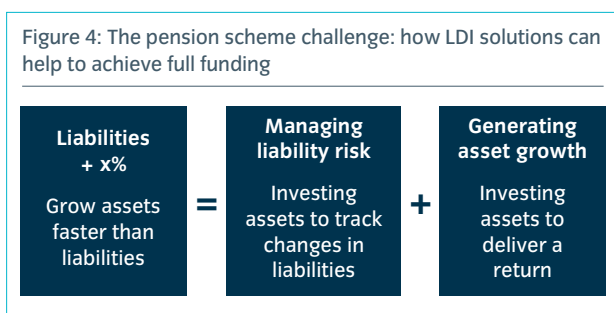 Figure 4: The pension scheme challenge: how LDI solutions can
help to achieve full funding
Liabilities
+ x%
Grow assets
faster than
liabilities
=
Managing
liability risk
Investing
assets to track
changes in
liabilities
+
Generating
asset growth
Investing
assets to
deliver a
return